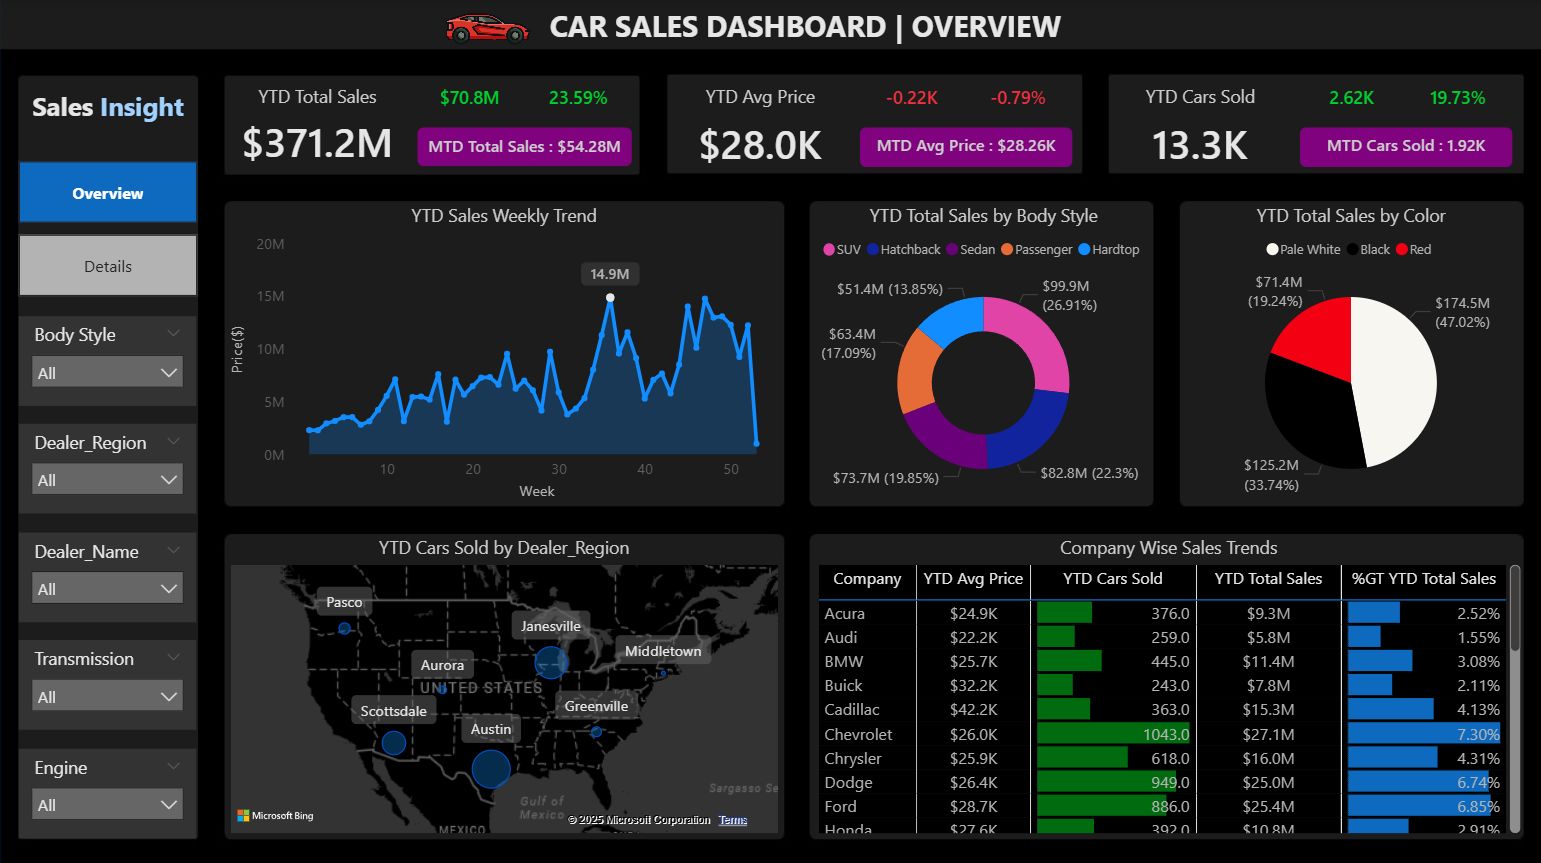 CAR SALES DASHBOARD | OVERVIEW
Sales Insight
Overview
Details
Body Style
All
Dealer_Region
All
Dealer_Name
All
Transmission
All
Engine
All
YTD Total Sales
$70.8M
23.59%
$371.2M
MTD Total Sales : $54.28M
YTD Avg Price
-0.22K
-0.79%
$28.0K
MTD Avg Price : $28.26K
YTD Cars Sold
2.62K
19.73%
13.3K
MTD Cars Sold : 1.92K
YTD Sales Weekly Trend
20M
15M
10M
5M
0M
Price($)
14.9M
10 20 30 40 50
Week
YTD Total Sales by Body Style
SUV Hatchback Sedan Passenger Hardtop
$51.4M (13.85%)
$99.9M
(26.91%)
$63.4M
(17.09%)
$73.7M (19.85%)
$82.8M (22.3%)
YTD Total Sales by Color
Pale White Black Red
$71.4M
(19.24%)
$174.5M
(47.02%)
$125.2M
(33.74%)
YTD Cars Sold by Dealer_Region
Pasco
Janesville
Middletown
Aurora
UNITED STATES
Scottsdale
Greenville
Austin
Sargasso Se
Gulf of
Mexico
MEXICO
Microsoft Bing
© 2025 Microsoft Corporation Terms
Company Wise Sales Trends
Company YTD Avg Price YTD Cars Sold YTD Total Sales %GT YTD Total Sales
Acura $24.9K 376.0 $9.3M 2.52%
Audi $22.2K 259.0 $5.8M 1.55%
BMW $25.7K 445.0 $11.4M 3.08%
Buick $32.2K 243.0 $7.8M 2.11%
Cadillac $42.2K 363.0 $15.3M 4.13%
Chevrolet $26.0K 1043.0 $27.1M 7.30%
Chrysler $25.9K 618.0 $16.0M 4.31%
Dodge $26.4K 949.0 $25.0M 6.74%
Ford $28.7K 886.0 $25.4M 6.85%
Honda $27.6K 392.0 $10.8M 2.91%